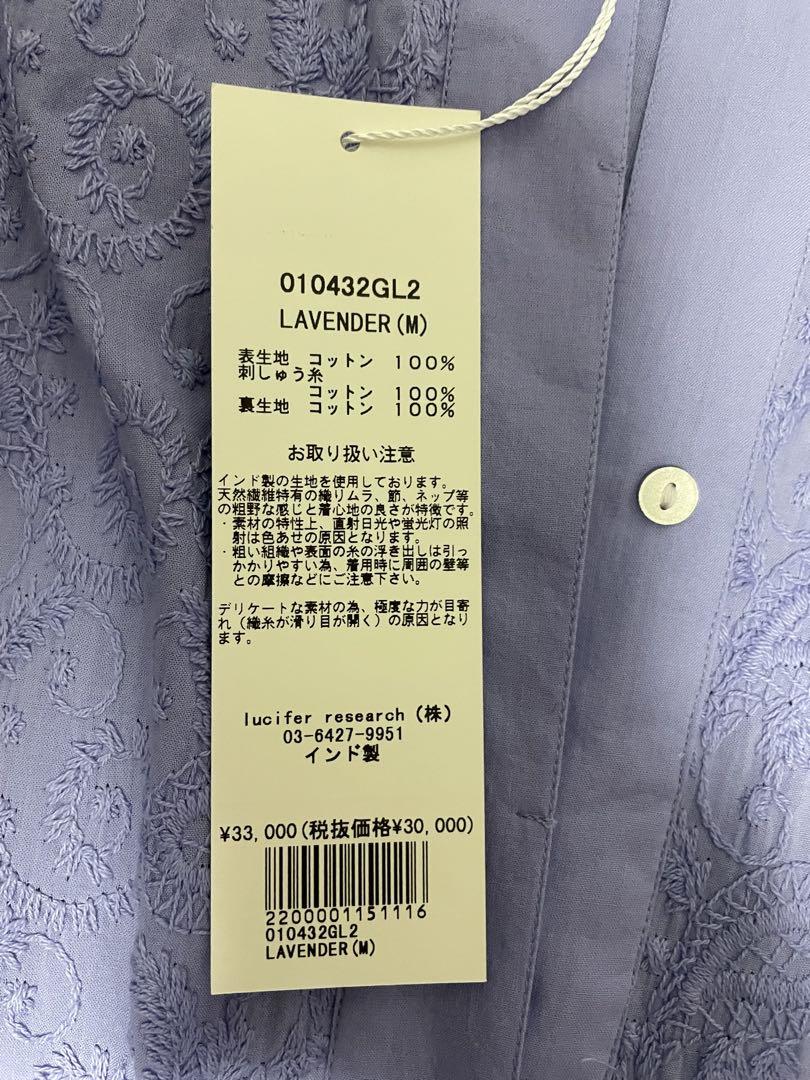 010432GL2
LAVENDER(M)
表生地 コットン 100%
刺しゅう糸
コットン 100%
裏生地 コットン 100%
お取り扱い注意
インド製の生地を使用しております。
天然繊維特有の織りムラ、節、ネップ等
の粗野な感じと着心地の良さが特徴です。
・素材の特性上、直射日光や蛍光灯の照
射は色あせの原因となります。
・粗い組織や表面の糸の浮き出しは引っ
かかりやすい為、着用時に周囲の壁等
との摩擦などにご注意下さい。
デリケートな素材の為、極度な力が目寄
れ（織糸が滑り目が開く）の原因となり
ます。
lucifer research（株）
03-6427-9951
インド製
¥33,000(税抜価格¥30,000)
2200001151116
010432GL2
LAVENDER(M)